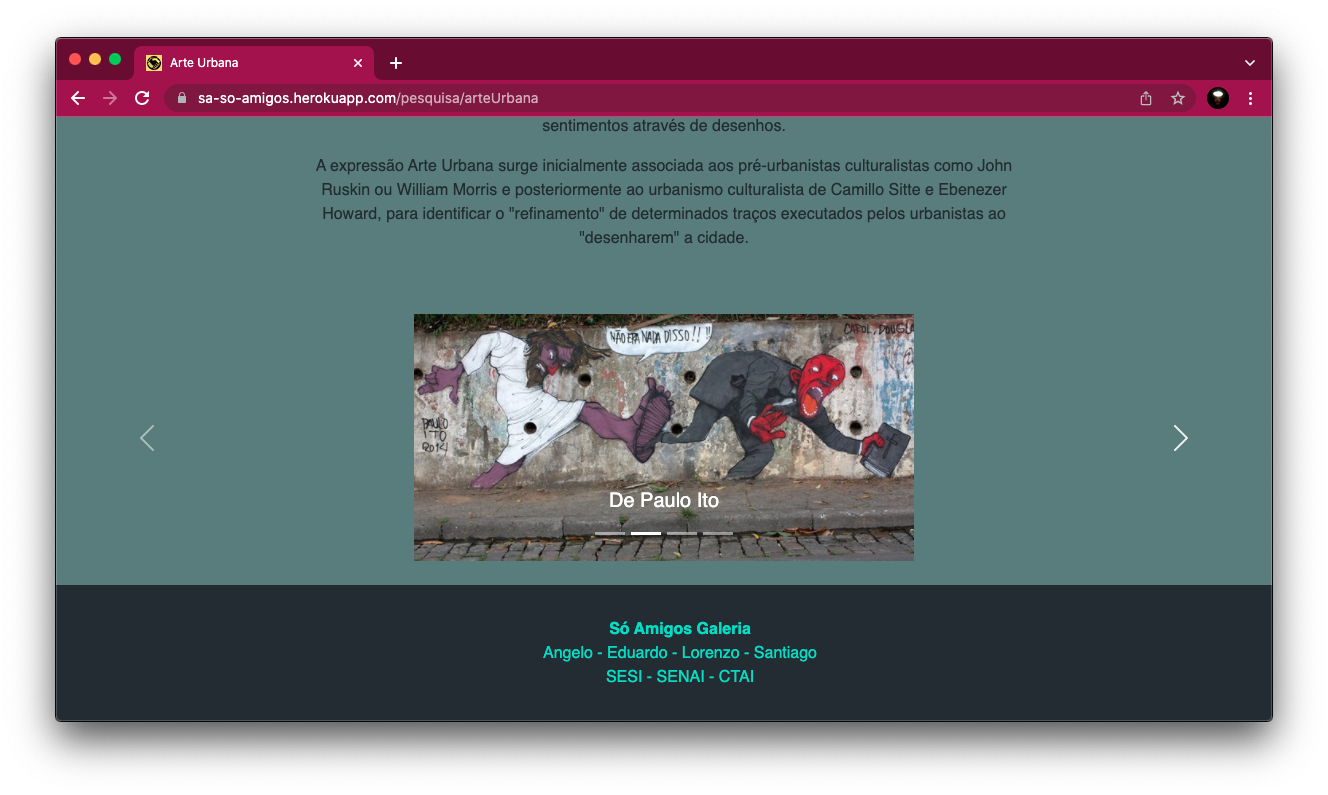 Arte Urbana
sa-so-amigos.herokuapp.com/pesquisa/arteUrbana
sentimentos através de desenhos.
A expressão Arte Urbana surge inicialmente associada aos pré-urbanistas culturalistas como John
Ruskin ou William Morris e posteriormente ao urbanismo culturalista de Camillo Sitte e Ebenezer
Howard, para identificar o "refinamento" de determinados traços executados pelos urbanistas ao
"desenharem" a cidade.
NÃO ERA NADA DISSO!! !!
CAROL, DOUGLA
PAULO
ITO
2014
De Paulo Ito
Só Amigos Galeria
Angelo - Eduardo - Lorenzo - Santiago
SESI - SENAI - CTAI